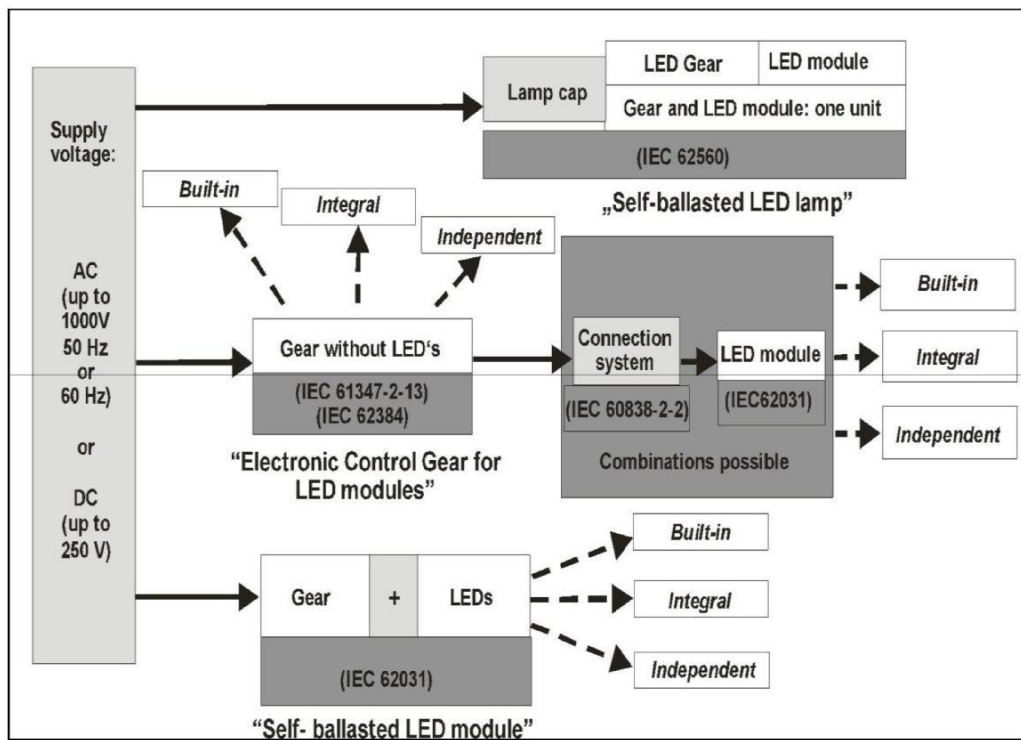 Supply
voltage:
AC
(up to
1000V
50 Hz
or
60 Hz)
or
DC
(up to
250 V)
Lamp cap
LED Gear
LED module
Gear and LED module: one unit
(IEC 62560)
„Self-ballasted LED lamp”
Built-in
Integral
Independent
Gear without LED‘s
(IEC 61347-2-13)
(IEC 62384)
“Electronic Control Gear for
LED modules”
Connection
system
(IEC 60838-2-2)
LED module
(IEC62031)
Combinations possible
Built-in
Integral
Independent
Gear
+
LEDs
(IEC 62031)
“Self- ballasted LED module”
Built-in
Integral
Independent